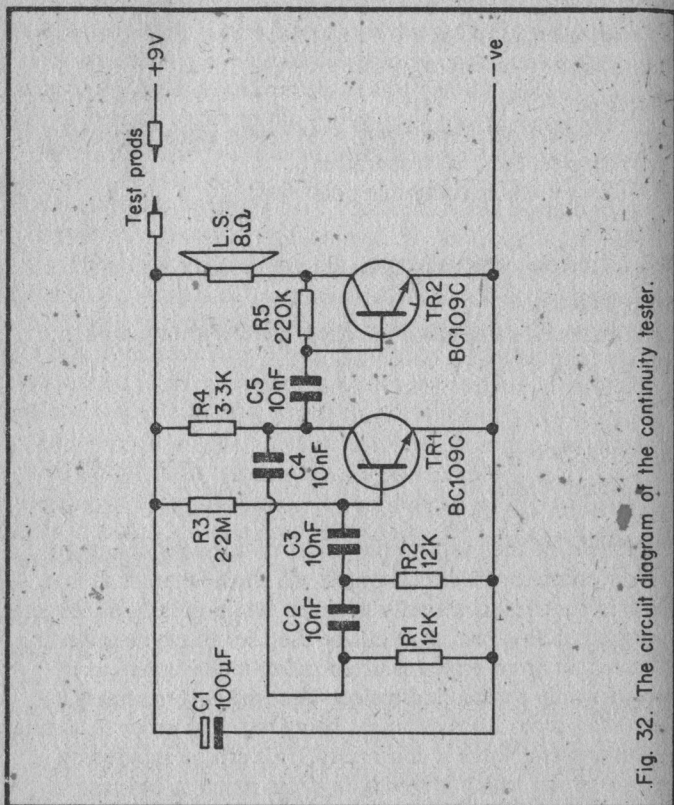 +9V
Test prods
L.S.
8Ω
R5
220K
TR2
BC109C
C5
10nF
R4
3·3K
C4
10nF
TR1
BC109C
R3
2·2M
C3
10nF
R2
12K
C2
10nF
R1
12K
C1
100µF
-ve
Fig. 32. The circuit diagram of the continuity tester.